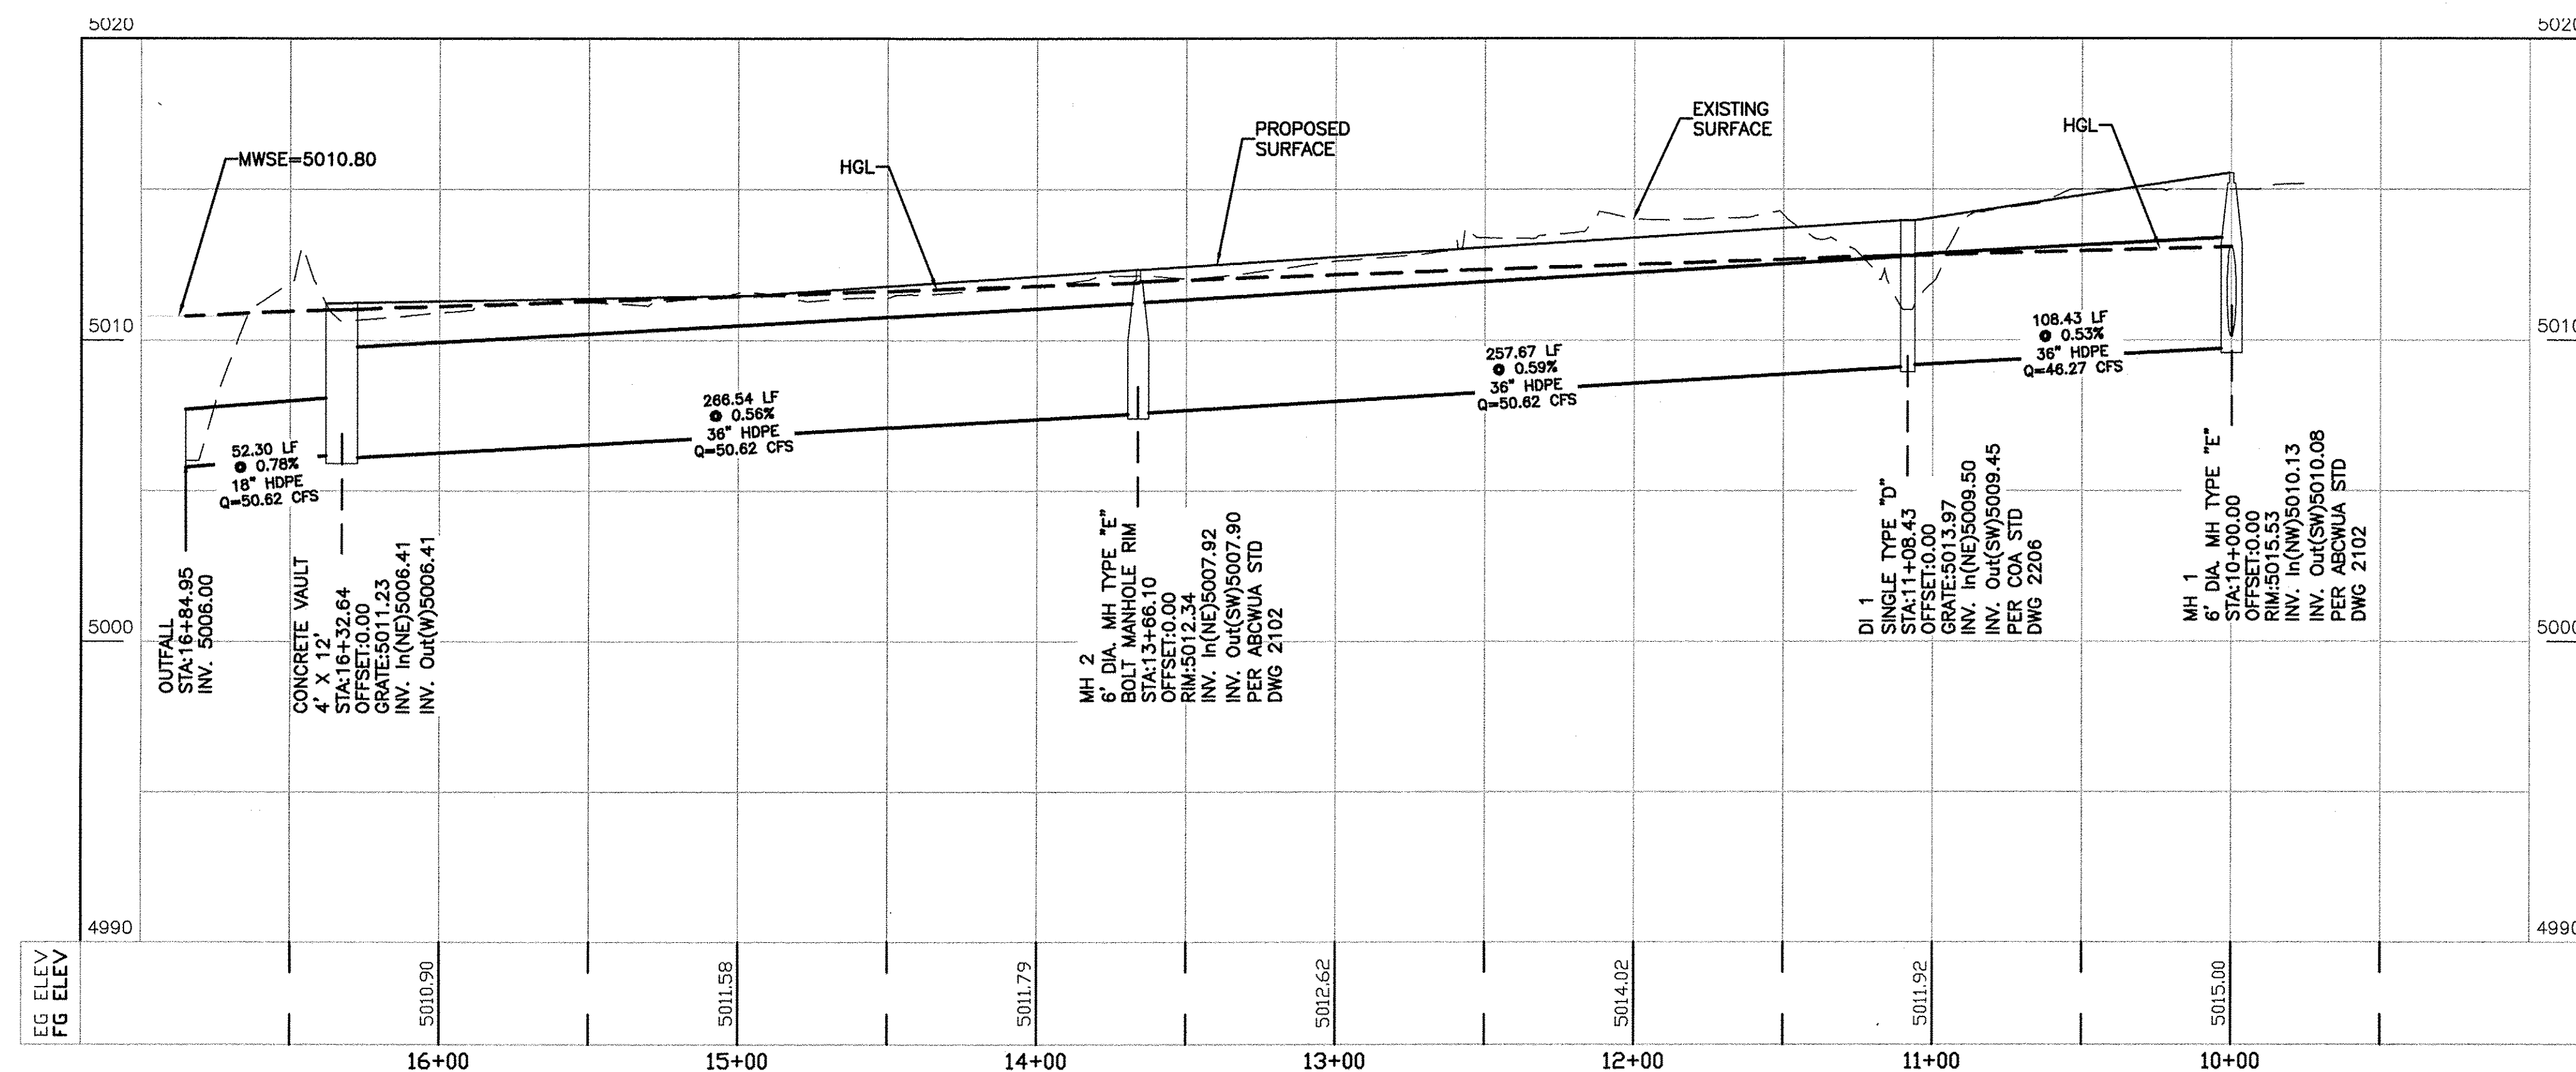 5020
5020
MWSE=5010.80
HGL
PROPOSED
SURFACE
EXISTING
SURFACE
HGL
5010
5010
52.30 LF
@ 0.78%
18" HDPE
Q=50.62 CFS
266.54 LF
@ 0.56%
36" HDPE
Q=50.62 CFS
257.67 LF
@ 0.59%
36" HDPE
Q=50.62 CFS
108.43 LF
@ 0.53%
36" HDPE
Q=46.27 CFS
OUTFALL
STA:16+84.95
INV. 5006.00
CONCRETE VAULT
4' X 12'
STA:16+32.64
OFFSET:0.00
GRATE:5011.23
INV. In(NE)5006.41
INV. Out(W)5006.41
MH 2
6' DIA. MH TYPE "E"
BOLT MANHOLE RIM
STA:13+66.10
OFFSET:0.00
RIM:5012.34
INV. In(NE)5007.92
INV. Out(SW)5007.90
PER ABCWUA STD
DWG 2102
DI 1
SINGLE TYPE "D"
STA:11+08.43
OFFSET:0.00
GRATE:5013.97
INV. In(NE)5009.50
INV. Out(SW)5009.45
PER COA STD
DWG 2206
MH 1
6' DIA. MH TYPE "E"
STA:10+00.00
OFFSET:0.00
RIM:5015.53
INV. In(NW)5010.13
INV. Out(SW)5010.08
PER ABCWUA STD
DWG 2102
5000
5000
4990
4990
EG ELEV
FG ELEV
5010.90
5011.58
5011.79
5012.62
5014.02
5011.92
5015.00
16+00
15+00
14+00
13+00
12+00
11+00
10+00